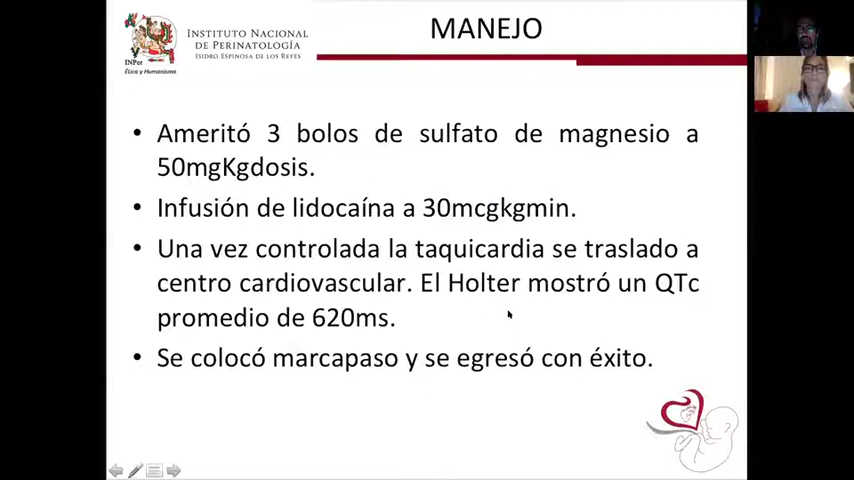 MANEJO
INSTITUTO NACIONAL
DE PERINATOLOGÍA
ISIDRO ESPINOSA DE LOS REYES
INPer
Ética y Humanismo
• Ameritó 3 bolos de sulfato de magnesio a
50mgKgdosis.
• Infusión de lidocaína a 30mcgkgmin.
• Una vez controlada la taquicardia se traslado a
centro cardiovascular. El Holter mostró un QTc
promedio de 620ms.
• Se colocó marcapaso y se egresó con éxito.